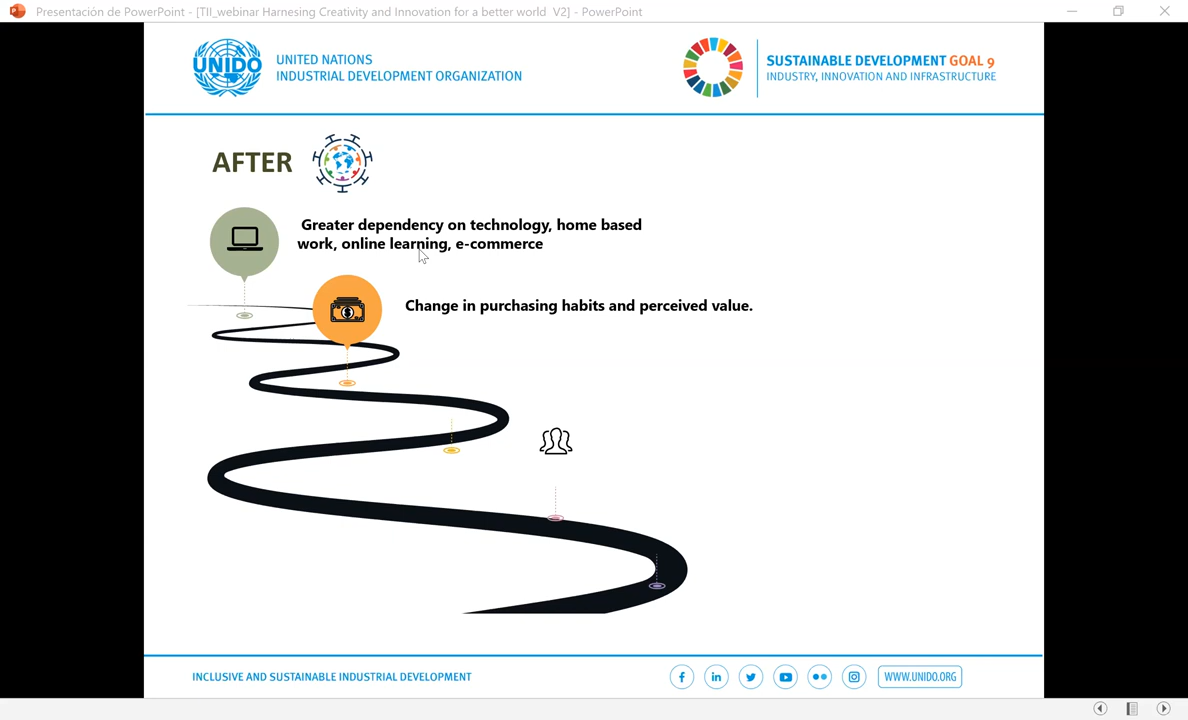 Presentación de PowerPoint - [TII_webinar Harnesing Creativity and Innovation for a better world  V2] - PowerPoint
UNIDO
UNITED NATIONS
INDUSTRIAL DEVELOPMENT ORGANIZATION
SUSTAINABLE DEVELOPMENT GOAL 9
INDUSTRY, INNOVATION AND INFRASTRUCTURE
AFTER
Greater dependency on technology, home based
work, online learning, e-commerce
$
Change in purchasing habits and perceived value.
INCLUSIVE AND SUSTAINABLE INDUSTRIAL DEVELOPMENT
WWW.UNIDO.ORG